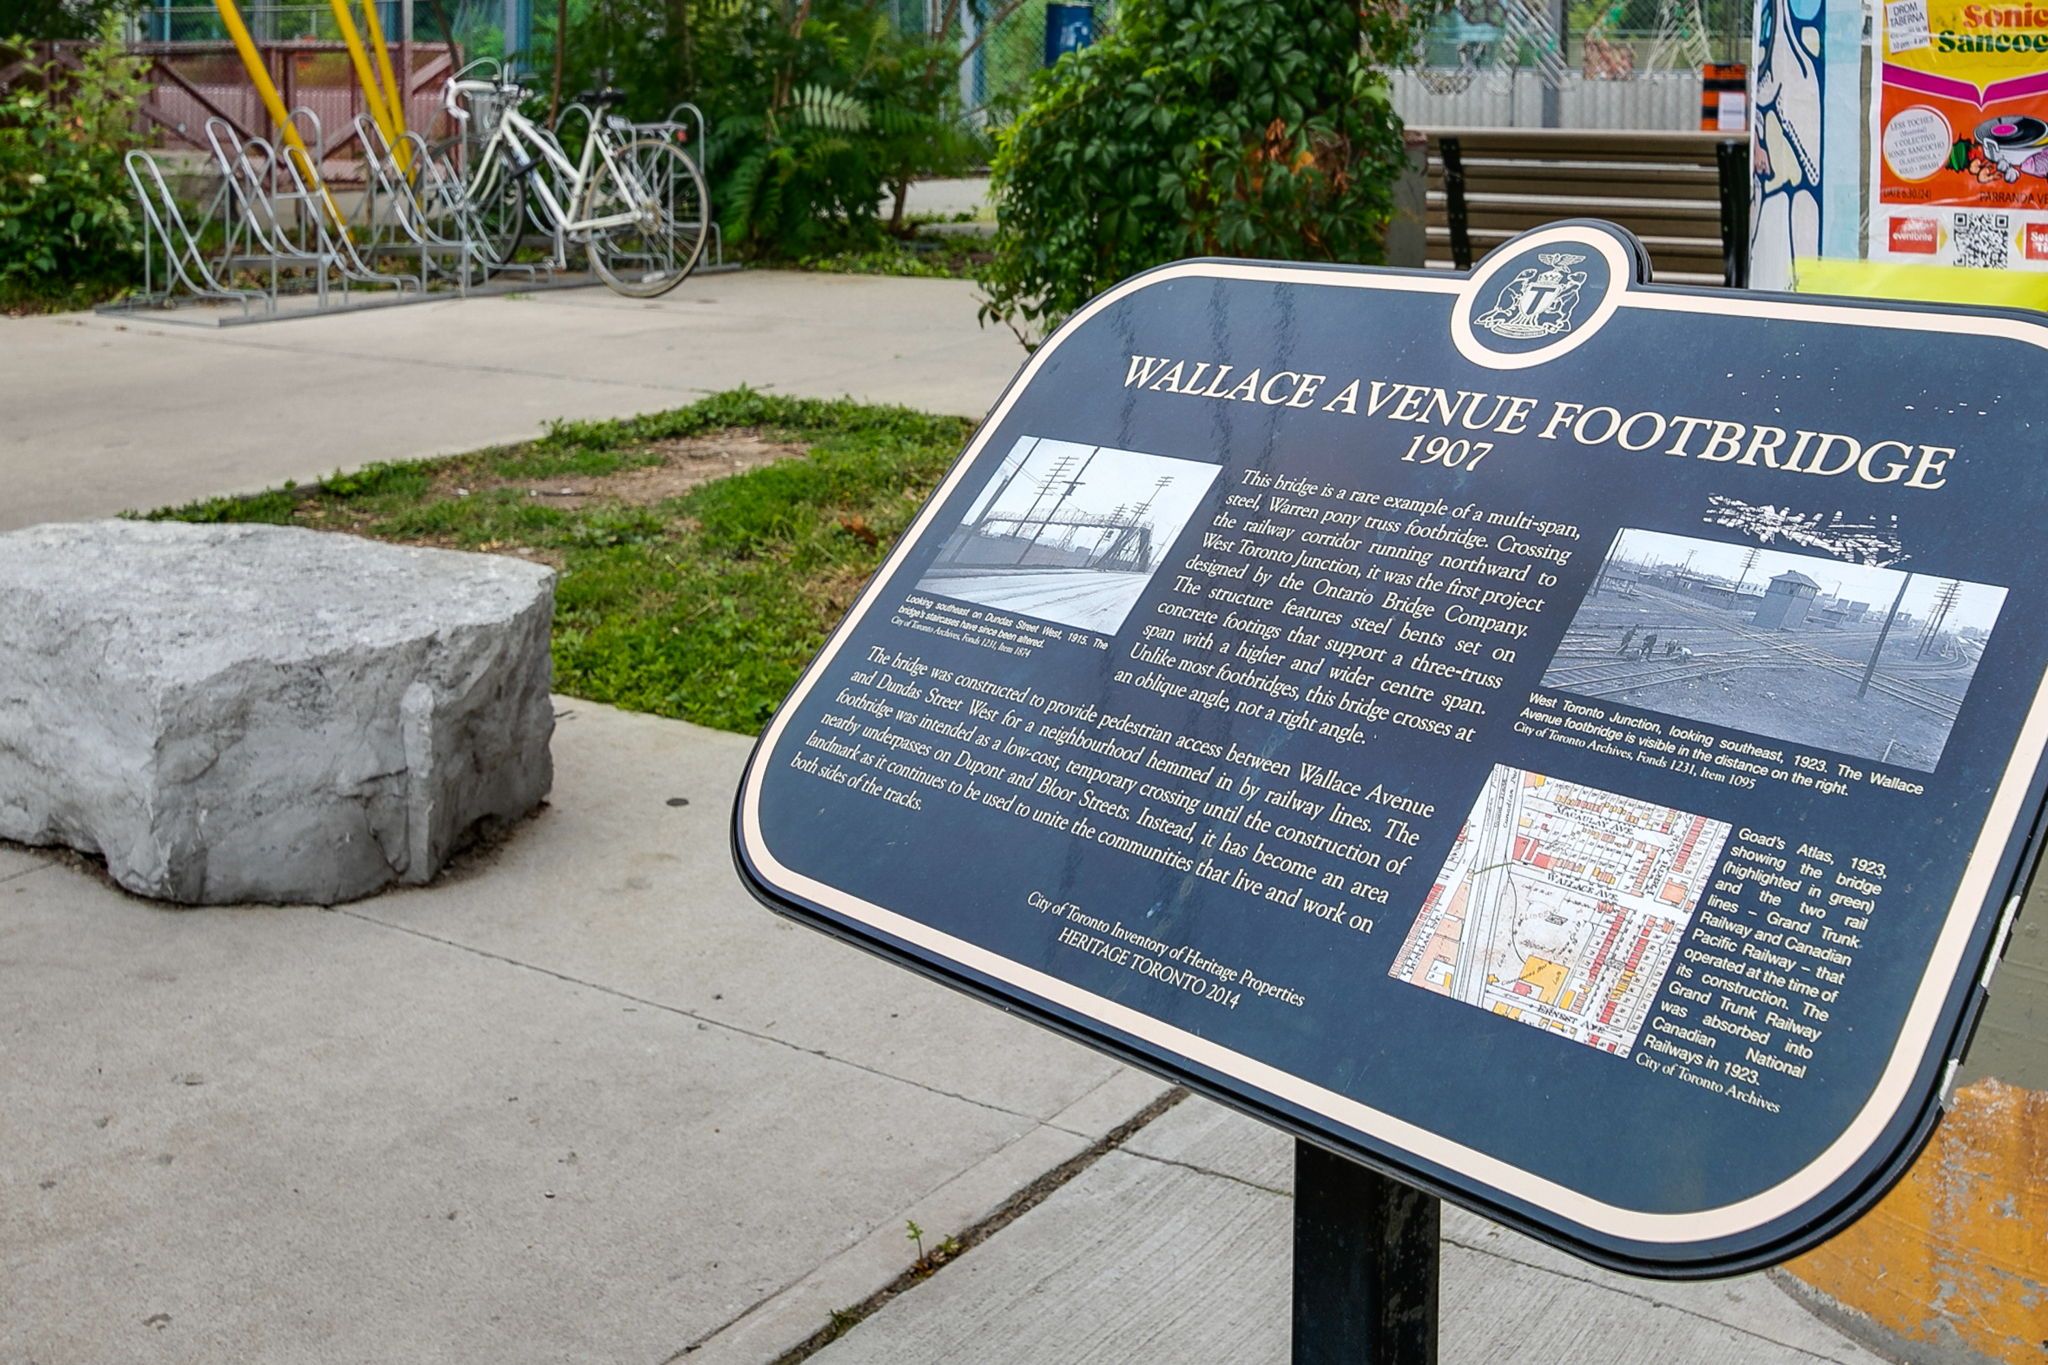 WALLACE AVENUE FOOTBRIDGE
1907
This bridge is a rare example of a multi-span,
steel, Warren pony truss footbridge. Crossing
the railway corridor running northward to
West Toronto Junction, it was the first project
designed by the Ontario Bridge Company.
The structure features steel bents set on
concrete footings that support a three-truss
span with a higher and wider centre span.
Unlike most footbridges, this bridge crosses at
an oblique angle, not a right angle.
Looking southeast on Dundas Street West, 1915. The
bridge's staircases have since been altered.
City of Toronto Archives, Fonds 1231, Item 1874
The bridge was constructed to provide pedestrian access between Wallace Avenue
and Dundas Street West for a neighbourhood hemmed in by railway lines. The
footbridge was intended as a low-cost, temporary crossing until the construction of
nearby underpasses on Dupont and Bloor Streets. Instead, it has become an area
landmark as it continues to be used to unite the communities that live and work on
both sides of the tracks.
City of Toronto Inventory of Heritage Properties
HERITAGE TORONTO 2014
West Toronto Junction, looking southeast, 1923. The Wallace
Avenue footbridge is visible in the distance on the right.
City of Toronto Archives, Fonds 1231, Item 1095
MACAULAY AVE
WALLACE AVE
ERNEST AVE
Goad's Atlas, 1923,
showing the bridge
(highlighted in green)
and the two rail
lines – Grand Trunk
Railway and Canadian
Pacific Railway – that
operated at the time of
its construction. The
Grand Trunk Railway
was absorbed into
Canadian National
Railways in 1923.
City of Toronto Archives
T
DROM
TABERNA
Sonic
Sancoc
LESS TOCHES
PARRANDA VE
eventbrite